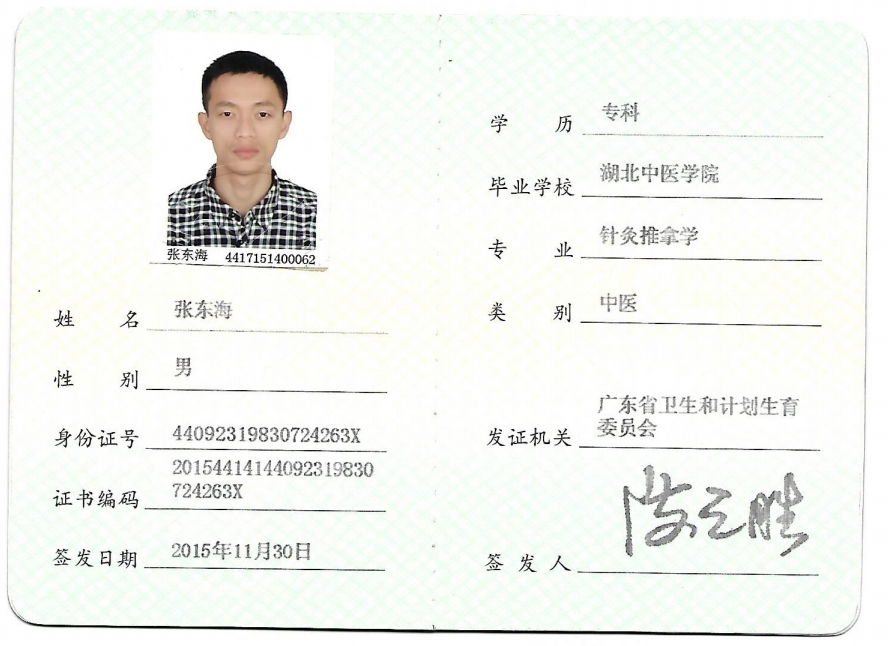 张东海 4417151400062
姓 名 张东海
性 别 男
身份证号 44092319830724263X
证书编码 20154414144092319830
724263X
签发日期 2015年11月30日
学 历 专科
毕业学校 湖北中医学院
专 业 针灸推拿学
类 别 中医
发证机关 广东省卫生和计划生育
委员会
签 发 人